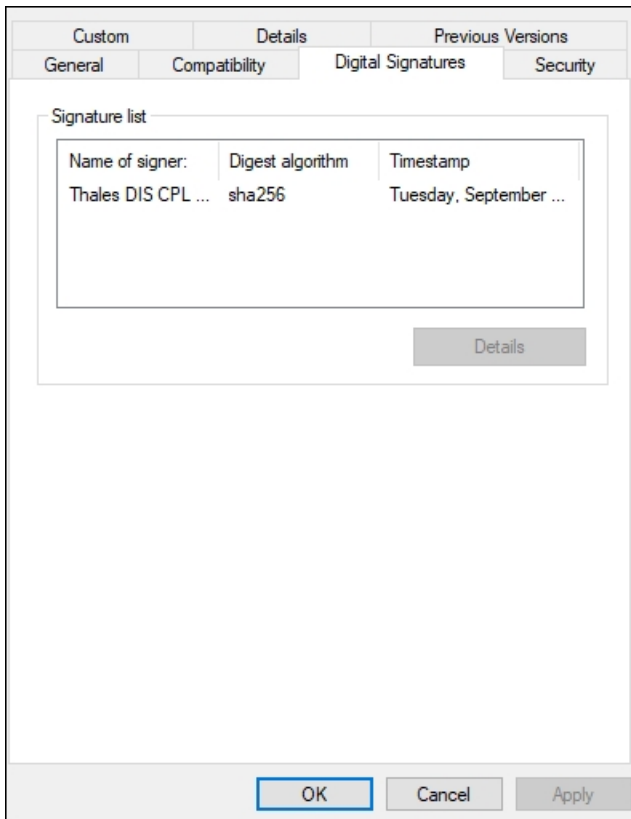 Custom Details Previous Versions
General Compatibility Digital Signatures Security
Signature list
Name of signer: Digest algorithm Timestamp
Thales DIS CPL ... sha256 Tuesday, September ...
Details
OK Cancel Apply